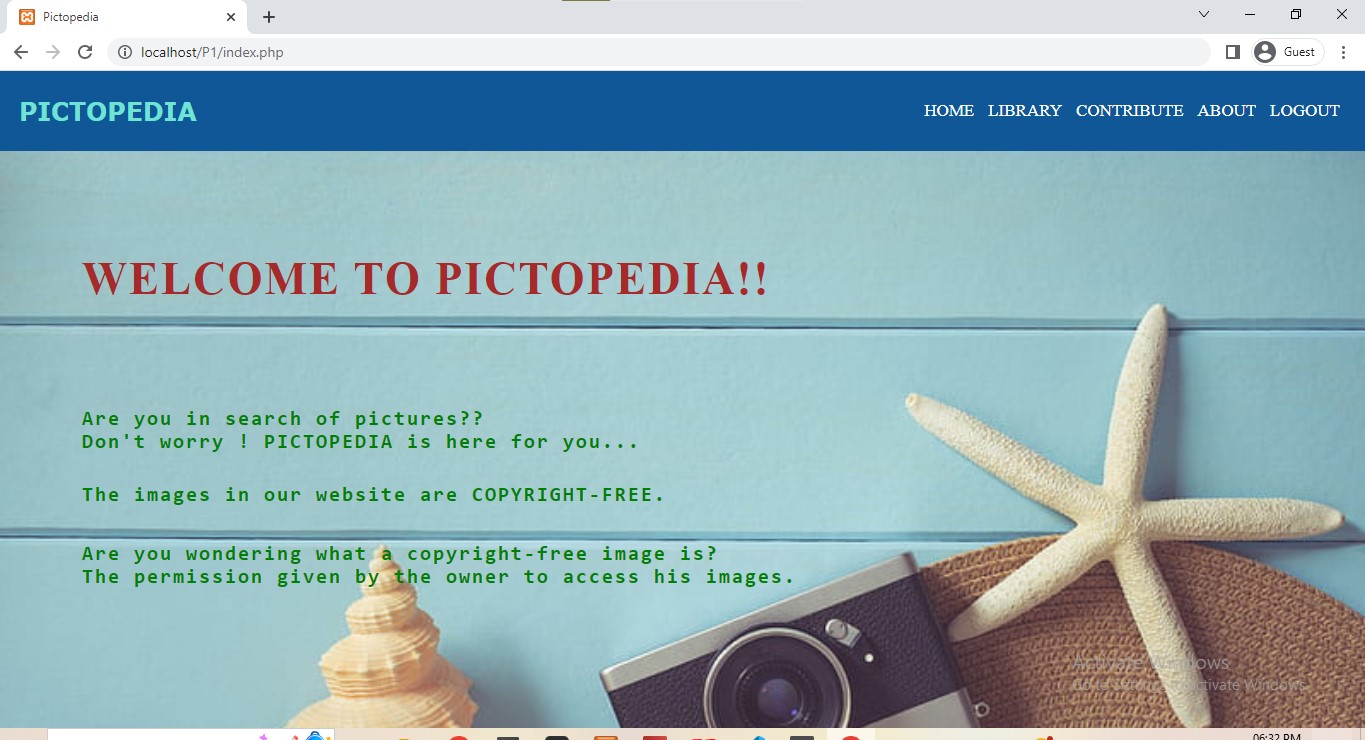 Pictopedia
localhost/P1/index.php
Guest
PICTOPEDIA
HOME LIBRARY CONTRIBUTE ABOUT LOGOUT
WELCOME TO PICTOPEDIA!!
Are you in search of pictures??
Don't worry ! PICTOPEDIA is here for you...
The images in our website are COPYRIGHT-FREE.
Are you wondering what a copyright-free image is?
The permission given by the owner to access his images.
Activate Windows
Go to Settings to activate Windows.
06:32 PM